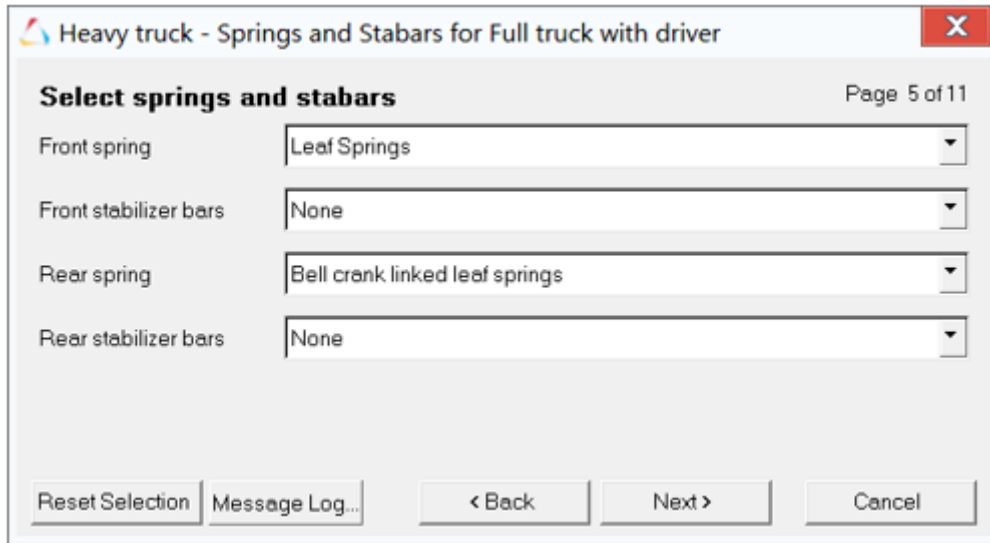 Heavy truck - Springs and Stabars for Full truck with driver
X
Select springs and stabars Page 5 of 11
Front spring Leaf Springs
Front stabilizer bars None
Rear spring Bell crank linked leaf springs
Rear stabilizer bars None
Reset Selection Message Log... < Back Next > Cancel